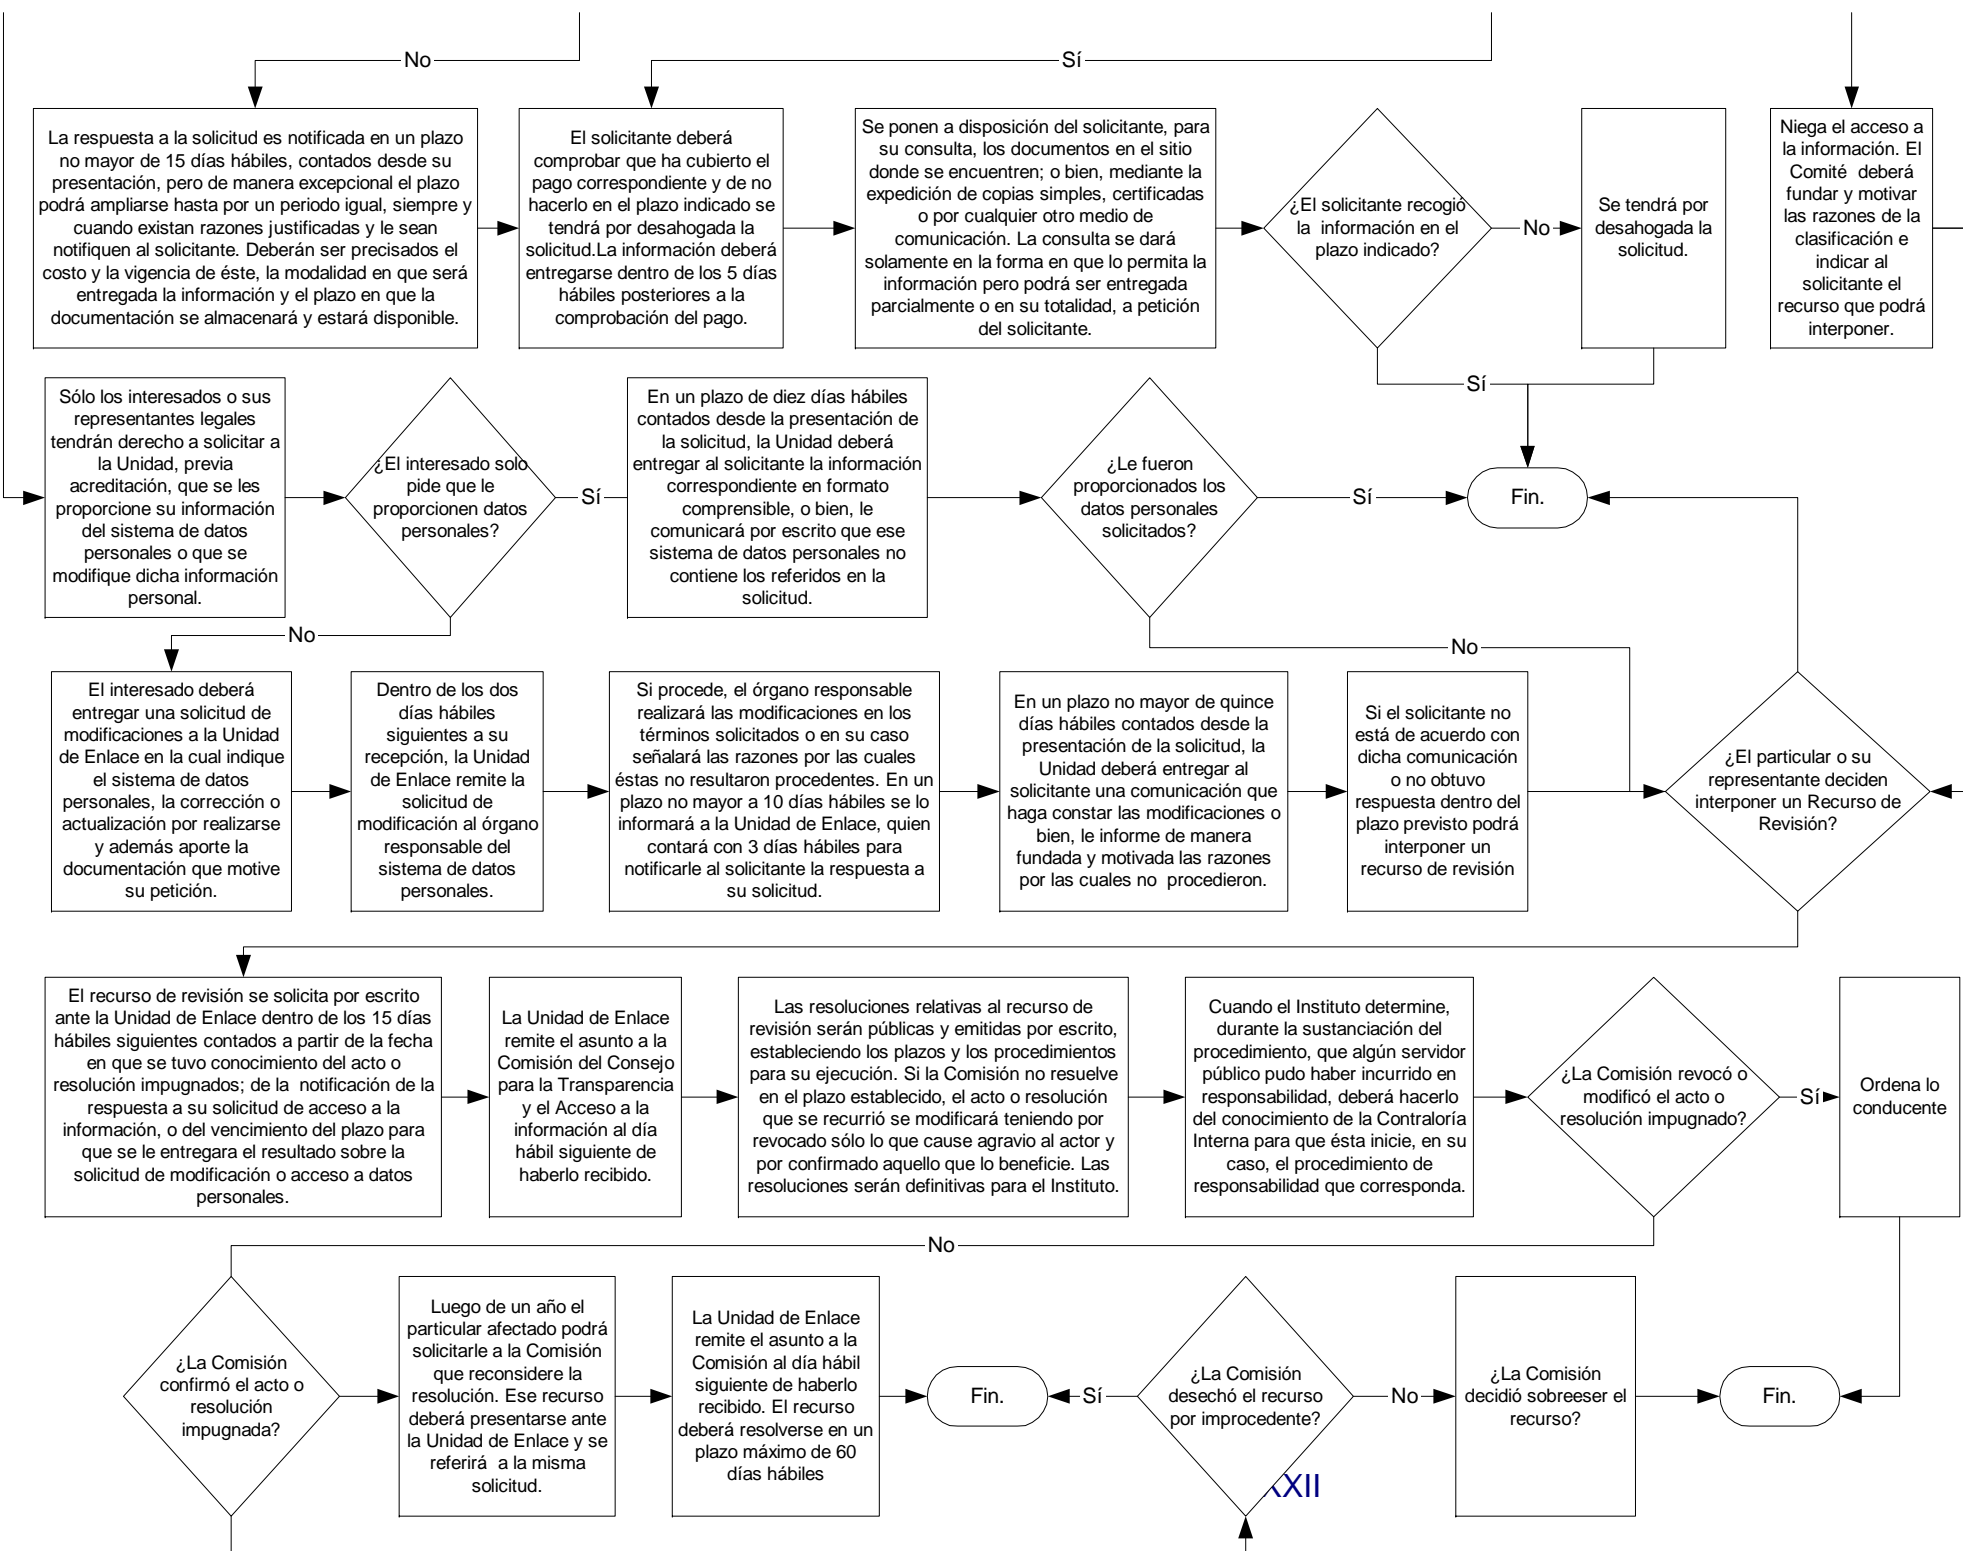 No
Sí
La respuesta a la solicitud es notificada en un plazo
no mayor de 15 días hábiles, contados desde su
presentación, pero de manera excepcional el plazo
podrá ampliarse hasta por un periodo igual, siempre y
cuando existan razones justificadas y le sean
notifiquen al solicitante. Deberán ser precisados el
costo y la vigencia de éste, la modalidad en que será
entregada la información y el plazo en que la
documentación se almacenará y estará disponible.
El solicitante deberá
comprobar que ha cubierto el
pago correspondiente y de no
hacerlo en el plazo indicado se
tendrá por desahogada la
solicitud.La información deberá
entregarse dentro de los 5 días
hábiles posteriores a la
comprobación del pago.
Se ponen a disposición del solicitante, para
su consulta, los documentos en el sitio
donde se encuentren; o bien, mediante la
expedición de copias simples, certificadas
o por cualquier otro medio de
comunicación. La consulta se dará
solamente en la forma en que lo permita la
información pero podrá ser entregada
parcialmente o en su totalidad, a petición
del solicitante.
¿El solicitante recogió
la  información en el
plazo indicado?
No
Se tendrá por
desahogada la
solicitud.
Niega el acceso a
la información. El
Comité  deberá
fundar y motivar
las razones de la
clasificación e
indicar al
solicitante el
recurso que podrá
interponer.
Sí
Sólo los interesados o sus
representantes legales
tendrán derecho a solicitar a
la Unidad, previa
acreditación, que se les
proporcione su información
del sistema de datos
personales o que se
modifique dicha información
personal.
¿El interesado solo
pide que le
proporcionen datos
personales?
Sí
En un plazo de diez días hábiles
contados desde la presentación de
la solicitud, la Unidad deberá
entregar al solicitante la información
correspondiente en formato
comprensible, o bien, le
comunicará por escrito que ese
sistema de datos personales no
contiene los referidos en la
solicitud.
¿Le fueron
proporcionados los
datos personales
solicitados?
Sí
Fin.
No
No
El interesado deberá
entregar una solicitud de
modificaciones a la Unidad
de Enlace en la cual indique
el sistema de datos
personales, la corrección o
actualización por realizarse
y además aporte la
documentación que motive
su petición.
Dentro de los dos
días hábiles
siguientes a su
recepción, la Unidad
de Enlace remite la
solicitud de
modificación al órgano
responsable del
sistema de datos
personales.
Si procede, el órgano responsable
realizará las modificaciones en los
términos solicitados o en su caso
señalará las razones por las cuales
éstas no resultaron procedentes. En un
plazo no mayor a 10 días hábiles se lo
informará a la Unidad de Enlace, quien
contará con 3 días hábiles para
notificarle al solicitante la respuesta a
su solicitud.
En un plazo no mayor de quince
días hábiles contados desde la
presentación de la solicitud, la
Unidad deberá entregar al
solicitante una comunicación que
haga constar las modificaciones o
bien, le informe de manera
fundada y motivada las razones
por las cuales no  procedieron.
Si el solicitante no
está de acuerdo con
dicha comunicación
o no obtuvo
respuesta dentro del
plazo previsto podrá
interponer un
recurso de revisión
¿El particular o su
representante deciden
interponer un Recurso de
Revisión?
El recurso de revisión se solicita por escrito
ante la Unidad de Enlace dentro de los 15 días
hábiles siguientes contados a partir de la fecha
en que se tuvo conocimiento del acto o
resolución impugnados; de la  notificación de la
respuesta a su solicitud de acceso a la
información, o del vencimiento del plazo para
que se le entregara el resultado sobre la
solicitud de modificación o acceso a datos
personales.
La Unidad de Enlace
remite el asunto a la
Comisión del Consejo
para la Transparencia
y el Acceso a la
información al día
hábil siguiente de
haberlo recibido.
Las resoluciones relativas al recurso de
revisión serán públicas y emitidas por escrito,
estableciendo los plazos y los procedimientos
para su ejecución. Si la Comisión no resuelve
en el plazo establecido, el acto o resolución
que se recurrió se modificará teniendo por
revocado sólo lo que cause agravio al actor y
por confirmado aquello que lo beneficie. Las
resoluciones serán definitivas para el Instituto.
Cuando el Instituto determine,
durante la sustanciación del
procedimiento, que algún servidor
público pudo haber incurrido en
responsabilidad, deberá hacerlo
del conocimiento de la Contraloría
Interna para que ésta inicie, en su
caso, el procedimiento de
responsabilidad que corresponda.
¿La Comisión revocó o
modificó el acto o
resolución impugnado?
Sí
Ordena lo
conducente
No
¿La Comisión
confirmó el acto o
resolución
impugnada?
Luego de un año el
particular afectado podrá
solicitarle a la Comisión
que reconsidere la
resolución. Ese recurso
deberá presentarse ante
la Unidad de Enlace y se
referirá  a la misma
solicitud.
La Unidad de Enlace
remite el asunto a la
Comisión al día hábil
siguiente de haberlo
recibido. El recurso
deberá resolverse en un
plazo máximo de 60
días hábiles
Fin.
Sí
¿La Comisión
desechó el recurso
por improcedente?
No
¿La Comisión
decidió sobreeser el
recurso?
Fin.